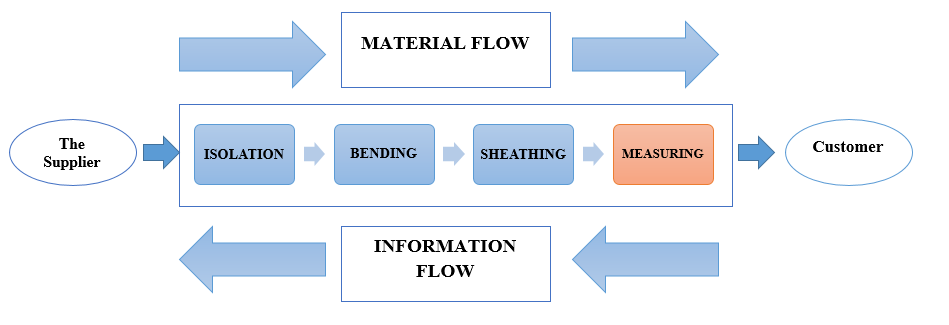 MATERIAL FLOW
The
Supplier
ISOLATION
BENDING
SHEATHING
MEASURING
Customer
INFORMATION
FLOW